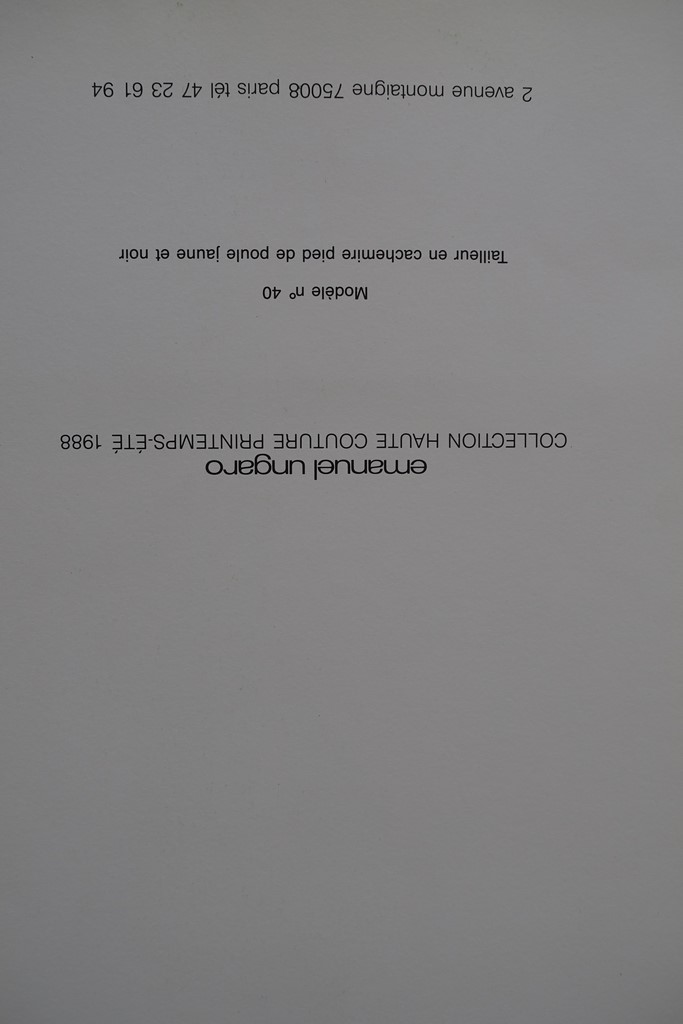 emanuel ungaro
COLLECTION HAUTE COUTURE PRINTEMPS-ÉTÉ 1988
Modèle n° 40
Tailleur en cachemire pied de poule jaune et noir
2 avenue montaigne 75008 paris tél 47 23 61 94